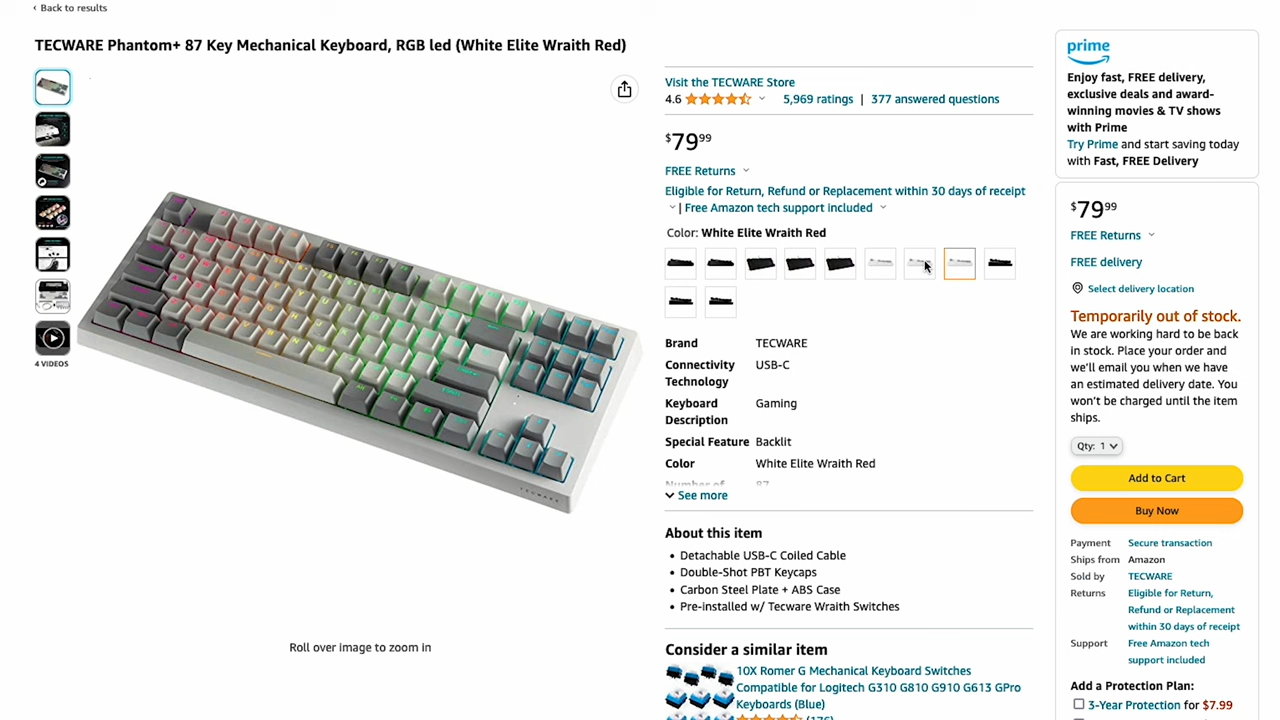 ‹ Back to results
TECWARE Phantom+ 87 Key Mechanical Keyboard, RGB led (White Elite Wraith Red)
4 VIDEOS
TECWARE
Roll over image to zoom in
Visit the TECWARE Store
4.6 5,969 ratings | 377 answered questions
$79 99
FREE Returns
Eligible for Return, Refund or Replacement within 30 days of receipt
| Free Amazon tech support included
Color: White Elite Wraith Red
Brand TECWARE
Connectivity USB-C
Technology
Keyboard Gaming
Description
Special Feature Backlit
Color White Elite Wraith Red
Number of 87
See more
About this item
• Detachable USB-C Coiled Cable
• Double-Shot PBT Keycaps
• Carbon Steel Plate + ABS Case
• Pre-installed w/ Tecware Wraith Switches
Consider a similar item
10X Romer G Mechanical Keyboard Switches
Compatible for Logitech G310 G810 G910 G613 GPro
Keyboards (Blue)
(176)
prime
Enjoy fast, FREE delivery,
exclusive deals and award-
winning movies & TV shows
with Prime
Try Prime and start saving today
with Fast, FREE Delivery
$79 99
FREE Returns
FREE delivery
Select delivery location
Temporarily out of stock.
We are working hard to be back
in stock. Place your order and
we'll email you when we have
an estimated delivery date. You
won't be charged until the item
ships.
Qty: 1
Add to Cart
Buy Now
Payment Secure transaction
Ships from Amazon
Sold by TECWARE
Returns Eligible for Return,
Refund or Replacement
within 30 days of receipt
Support Free Amazon tech
support included
Add a Protection Plan:
3-Year Protection for $7.99